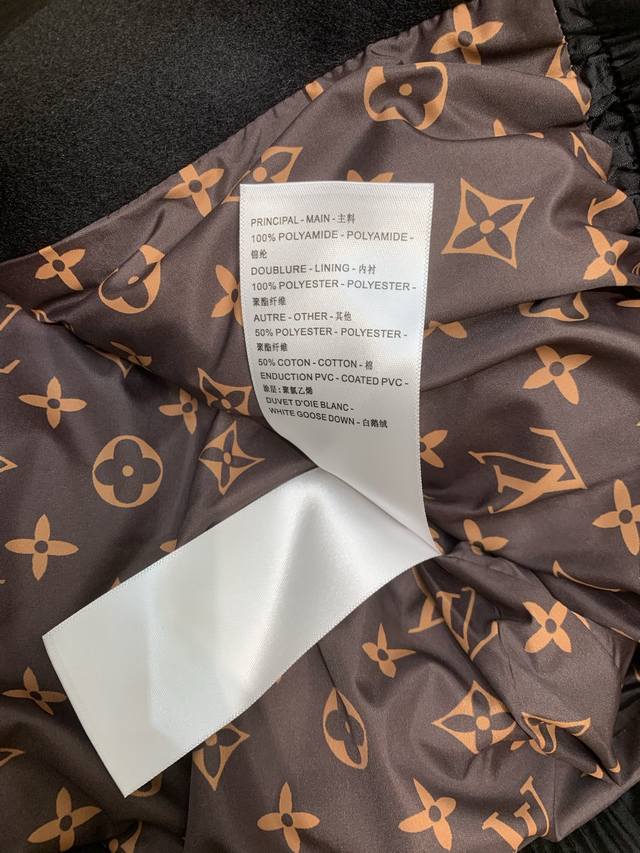 PRINCIPAL - MAIN - 主料
100% POLYAMIDE - POLYAMIDE -
锦纶
DOUBLURE - LINING - 内衬
100% POLYESTER - POLYESTER -
聚酯纤维
AUTRE - OTHER - 其他
50% POLYESTER - POLYESTER -
聚酯纤维
50% COTON - COTTON - 棉
ENDUCTION PVC - COATED PVC -
涂层: 聚氯乙烯
DUVET D'OIE BLANC -
WHITE GOOSE DOWN - 白鹅绒